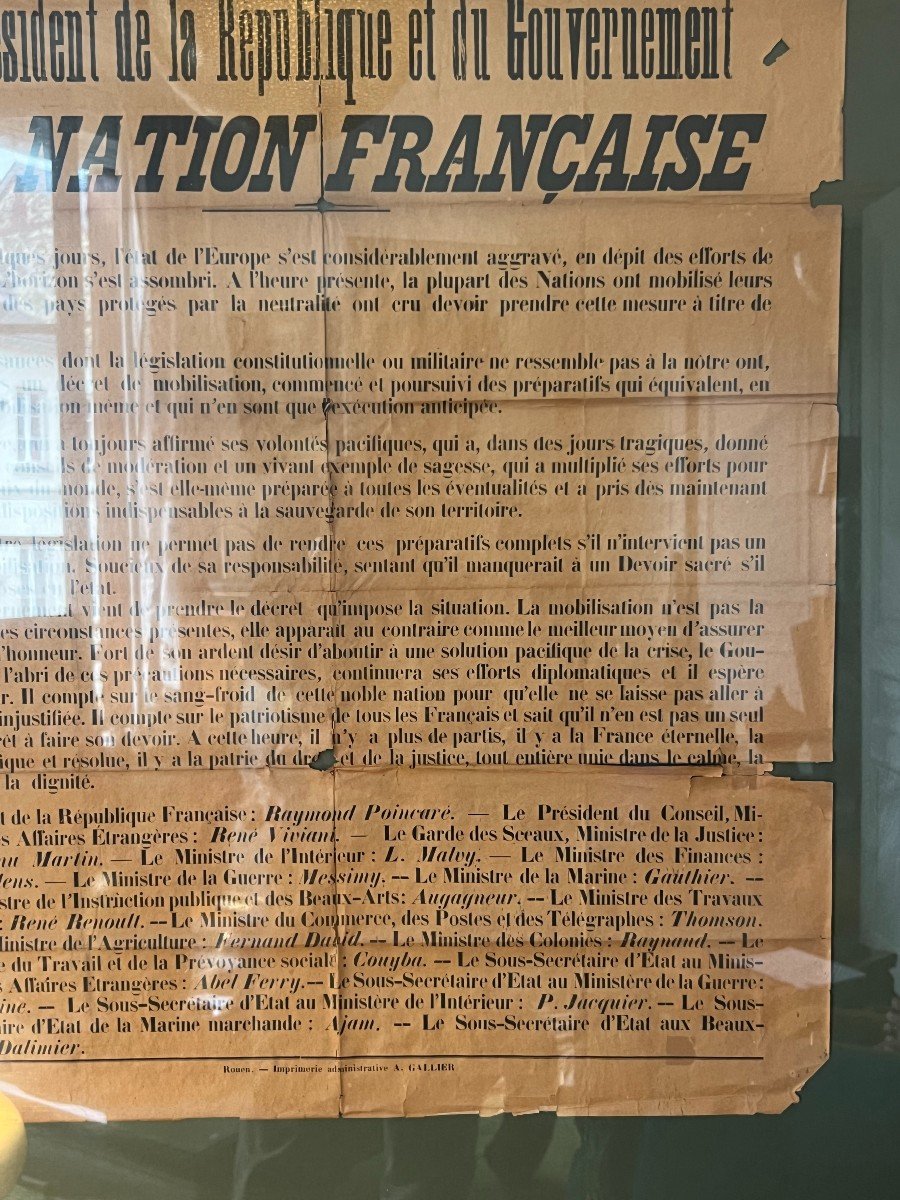 sident de la République et du Gouvernement
NATION FRANÇAISE
ques jours, l'état de l'Europe s'est considérablement aggravé, en dépit des efforts de
L'horizon s'est assombri. A l'heure présente, la plupart des Nations ont mobilisé leurs
des pays protégés par la neutralité ont cru devoir prendre cette mesure à titre de
sances dont la législation constitutionnelle ou militaire ne ressemble pas à la nôtre ont,
un décret de mobilisation, commencé et poursuivi des préparatifs qui équivalent, en
même et qui n'en sont que l'exécution anticipée.
toujours affirmé ses volontés pacifiques, qui a, dans des jours tragiques, donné
de modération et un vivant exemple de sagesse, qui a multiplié ses efforts pour
monde, s'est elle-même préparée à toutes les éventualités et a pris dès maintenant
dispositions indispensables à la sauvegarde de son territoire.
législation ne permet pas de rendre ces préparatifs complets s'il n'intervient pas un
Soucieux de sa responsabilité, sentant qu'il manquerait à un Devoir sacré s'il
l'état.
vient de prendre le décret qu'impose la situation. La mobilisation n'est pas la
es circonstances présentes, elle apparaît au contraire comme le meilleur moyen d'assurer
l'honneur. Fort de son ardent désir d'aboutir à une solution pacifique de la crise, le Gou-
l'abri de ces précautions nécessaires, continuera ses efforts diplomatiques et il espère
r. Il compte sur le sang-froid de cette noble nation pour qu'elle ne se laisse pas aller à
injustifiée. Il compte sur le patriotisme de tous les Français et sait qu'il n'en est pas un seul
rêt à faire son devoir. A cette heure, il n'y a plus de partis, il y a la France éternelle, la
ique et résolue, il y a la patrie du droit et de la justice, tout entière unie dans le calme, la
la dignité.
t de la République Française : Raymond Poincaré. — Le Président du Conseil, Mi-
s Affaires Étrangères : René Viviani. — Le Garde des Sceaux, Ministre de la Justice :
nu Martin. — Le Ministre de l'Intérieur : L. Malvy. — Le Ministre des Finances :
lens. — Le Ministre de la Guerre : Messimy. -- Le Ministre de la Marine : Gauthier. --
stre de l'Instruction publique et des Beaux-Arts : Augagneur. -- Le Ministre des Travaux
: René Renoult. -- Le Ministre du Commerce, des Postes et des Télégraphes : Thomson.
Ministre de l'Agriculture : Fernand David. -- Le Ministre des Colonies : Raynaud. -- Le
e du Travail et de la Prévoyance sociale : Couyba. -- Le Sous-Secrétaire d'Etat au Minis-
s Affaires Etrangères : Abel Ferry. -- Le Sous-Secrétaire d'Etat au Ministère de la Guerre :
ine. -- Le Sous-Secrétaire d'Etat au Ministère de l'Intérieur : P. Jacquier. -- Le Sous-
aire d'Etat de la Marine marchande : Ajam. -- Le Sous-Secrétaire d'Etat aux Beaux-
Dalimier.
Rouen. — Imprimerie administrative A. GALLIER